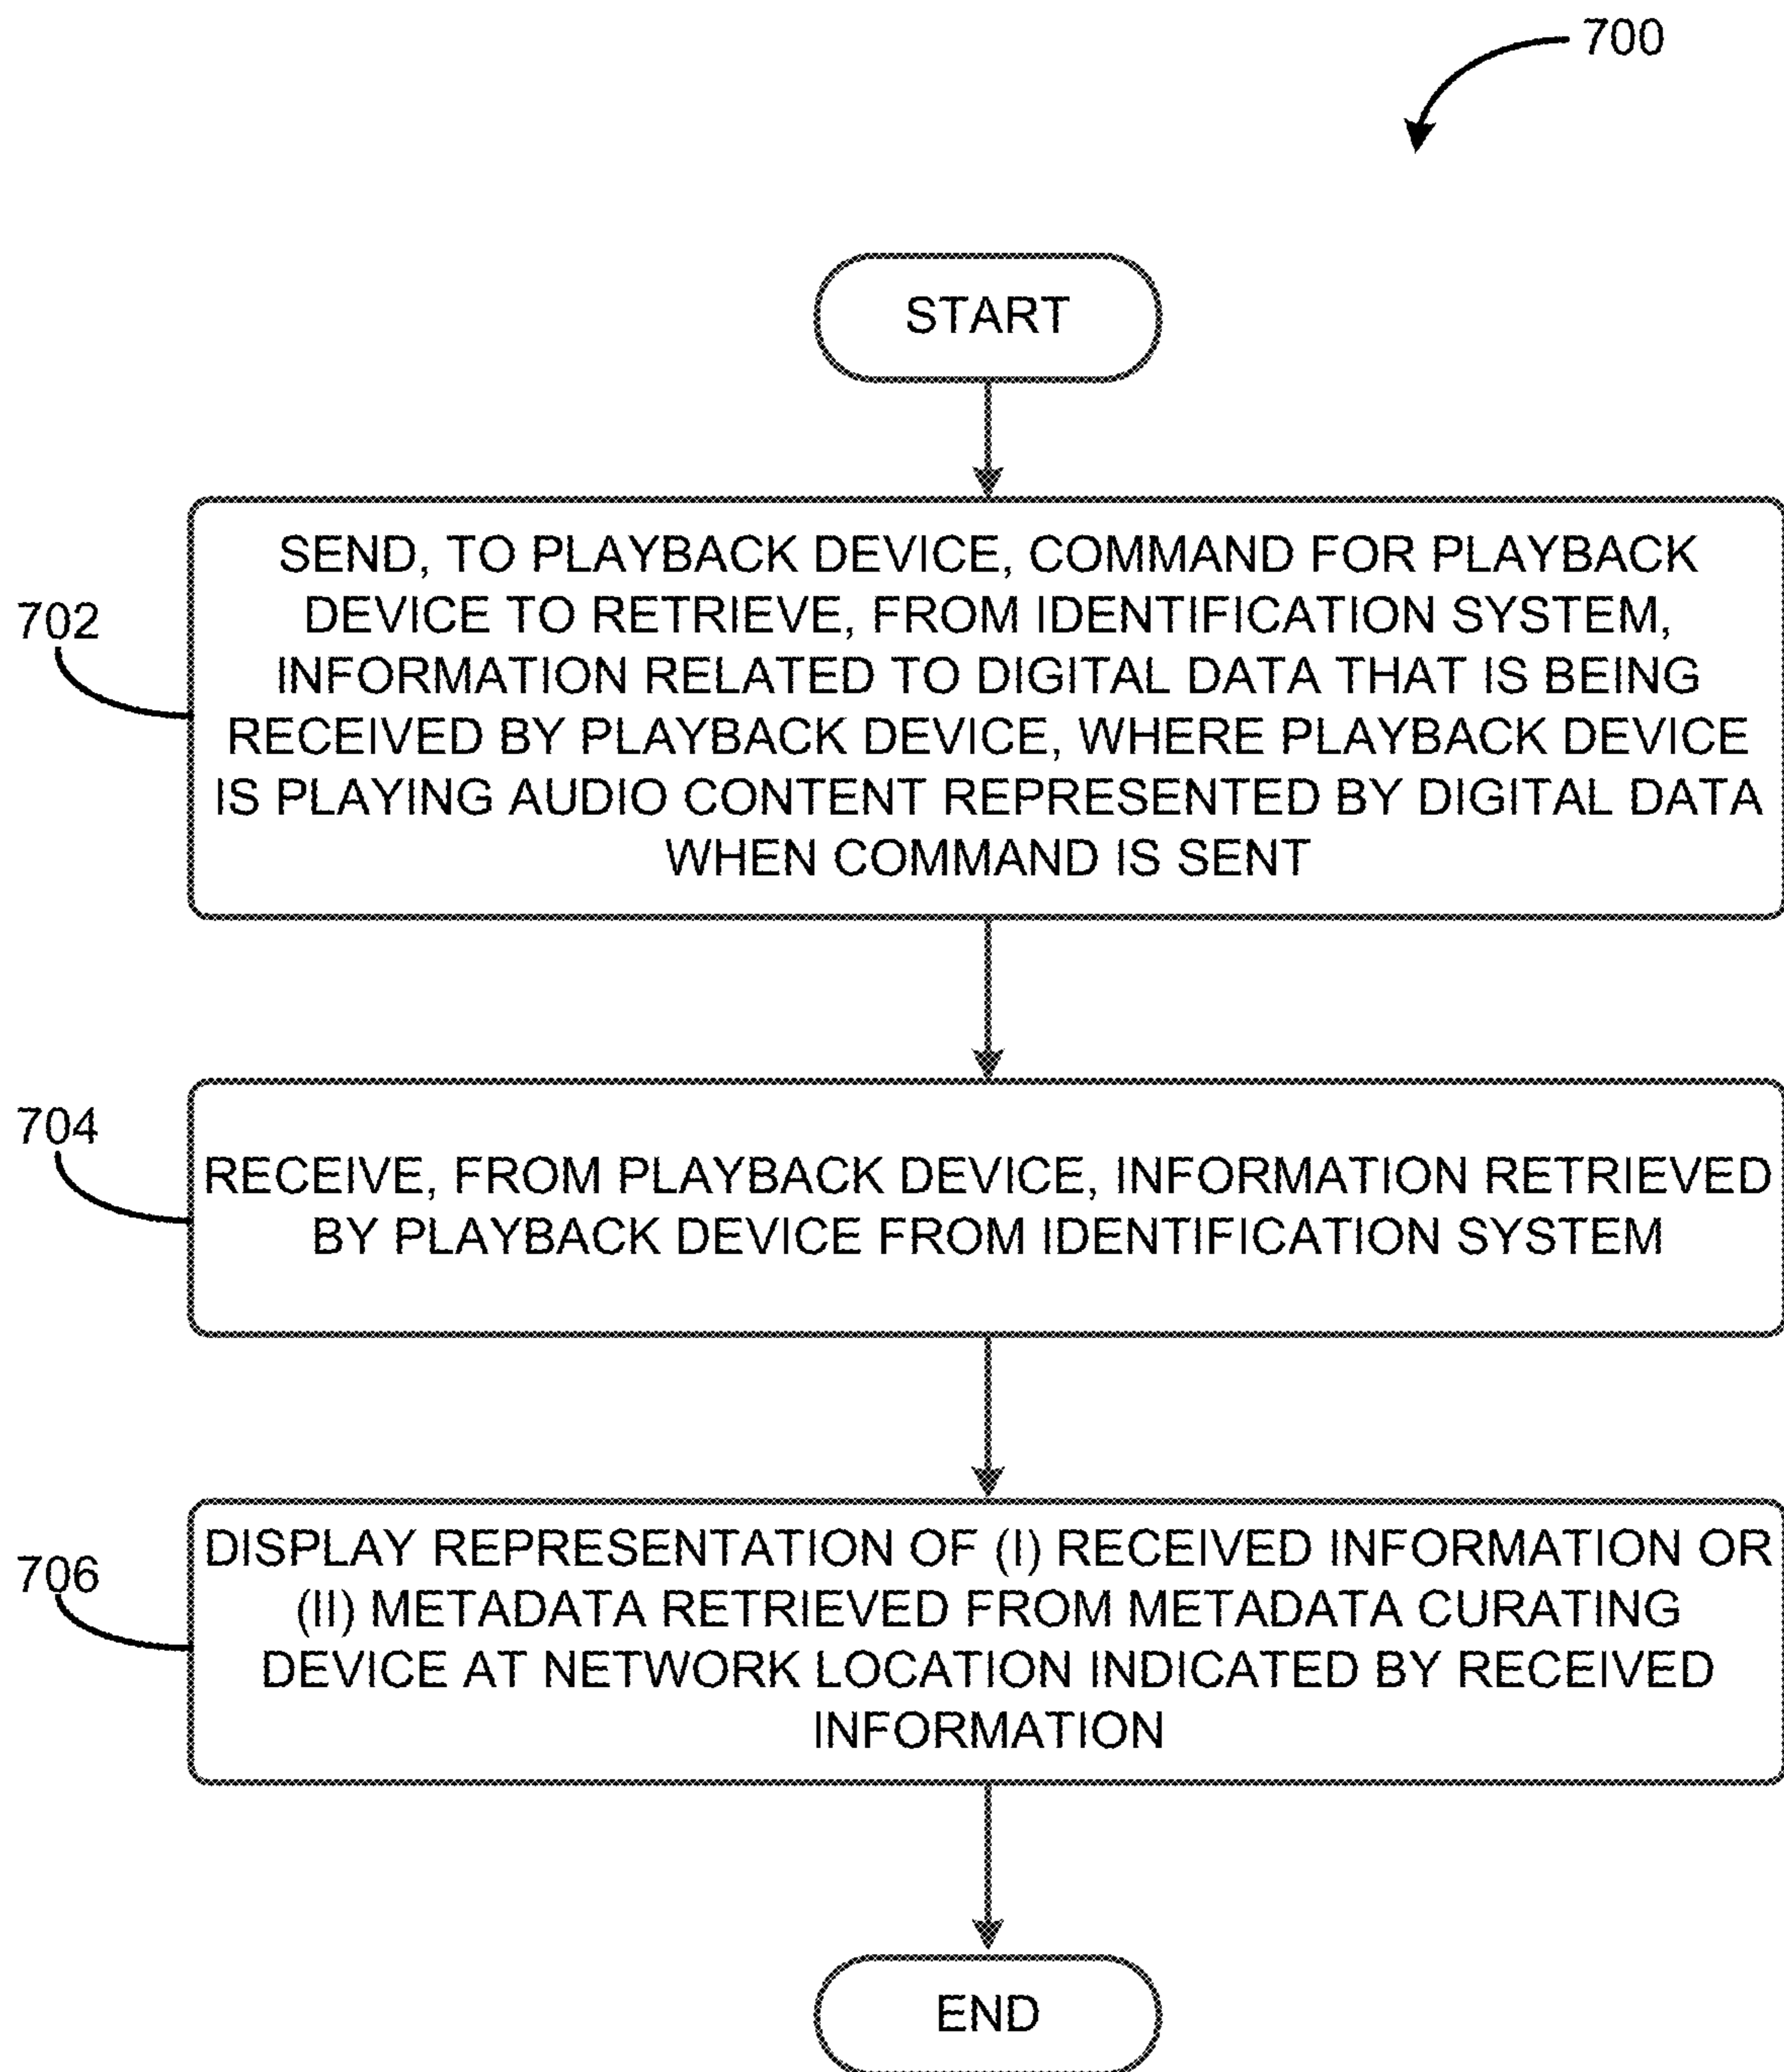 700
START
702
SEND, TO PLAYBACK DEVICE, COMMAND FOR PLAYBACK
DEVICE TO RETRIEVE, FROM IDENTIFICATION SYSTEM,
INFORMATION RELATED TO DIGITAL DATA THAT IS BEING
RECEIVED BY PLAYBACK DEVICE, WHERE PLAYBACK DEVICE
IS PLAYING AUDIO CONTENT REPRESENTED BY DIGITAL DATA
WHEN COMMAND IS SENT
704
RECEIVE, FROM PLAYBACK DEVICE, INFORMATION RETRIEVED
BY PLAYBACK DEVICE FROM IDENTIFICATION SYSTEM
706
DISPLAY REPRESENTATION OF (I) RECEIVED INFORMATION OR
(II) METADATA RETRIEVED FROM METADATA CURATING
DEVICE AT NETWORK LOCATION INDICATED BY RECEIVED
INFORMATION
END